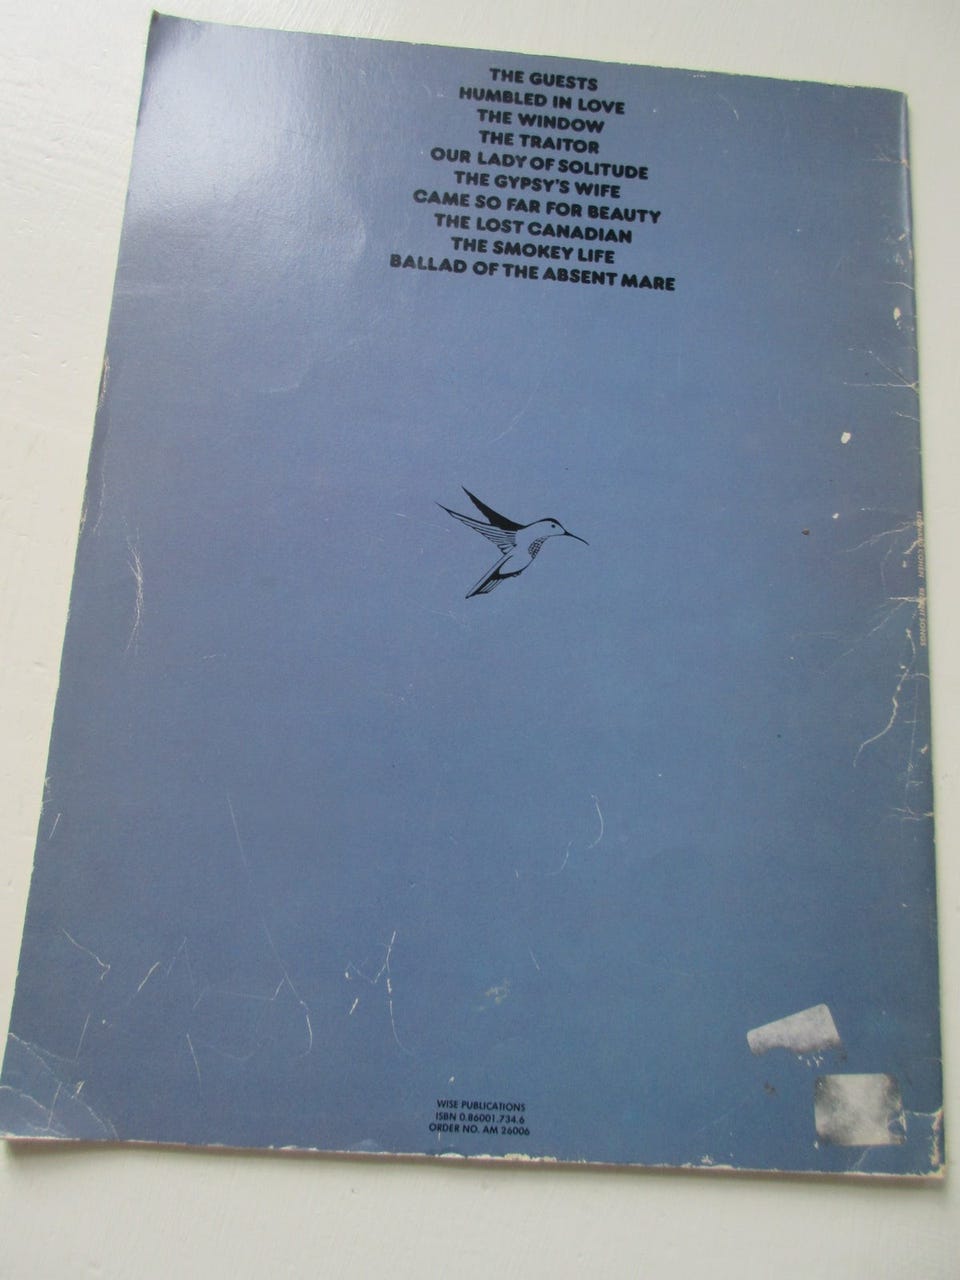 THE GUESTS
HUMBLED IN LOVE
THE WINDOW
THE TRAITOR
OUR LADY OF SOLITUDE
THE GYPSY'S WIFE
CAME SO FAR FOR BEAUTY
THE LOST CANADIAN
THE SMOKEY LIFE
BALLAD OF THE ABSENT MARE
COHEN
SONGS
WISE PUBLICATIONS
ISBN 0.86001.734.6
ORDER NO. AM 26006